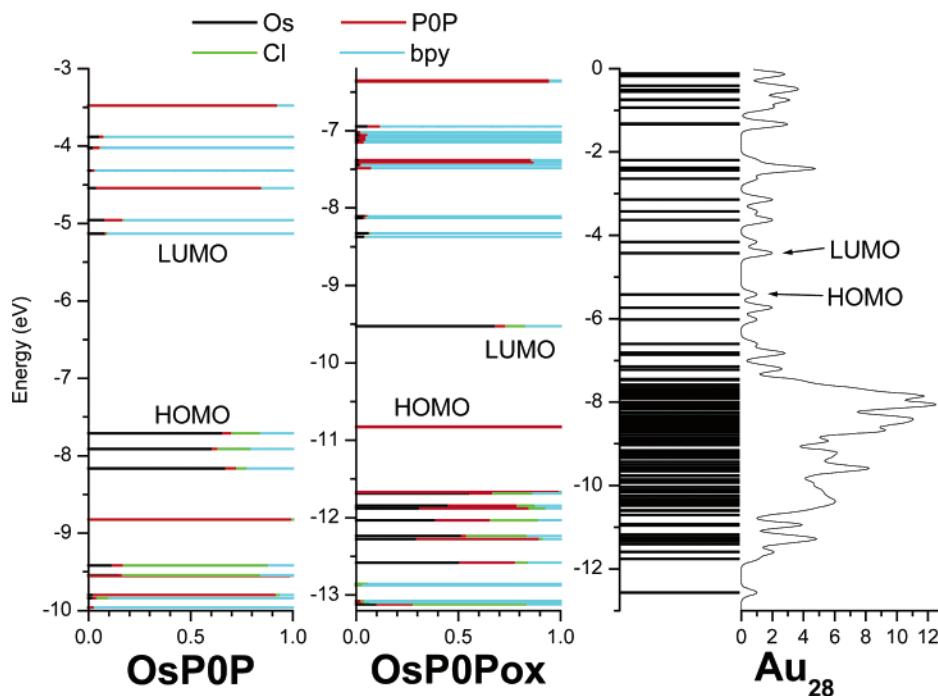 Os
P0P
Cl
bpy
Energy (eV)
-3
-4
-5
-6
-7
-8
-9
-10
LUMO
HOMO
0.0
0.5
1.0
OsP0P
-7
-8
-9
-10
-11
-12
-13
LUMO
HOMO
0.0
0.5
1.0
OsP0Pox
0
-2
-4
-6
-8
-10
-12
LUMO
HOMO
0 2 4 6 8 10 12
Au28